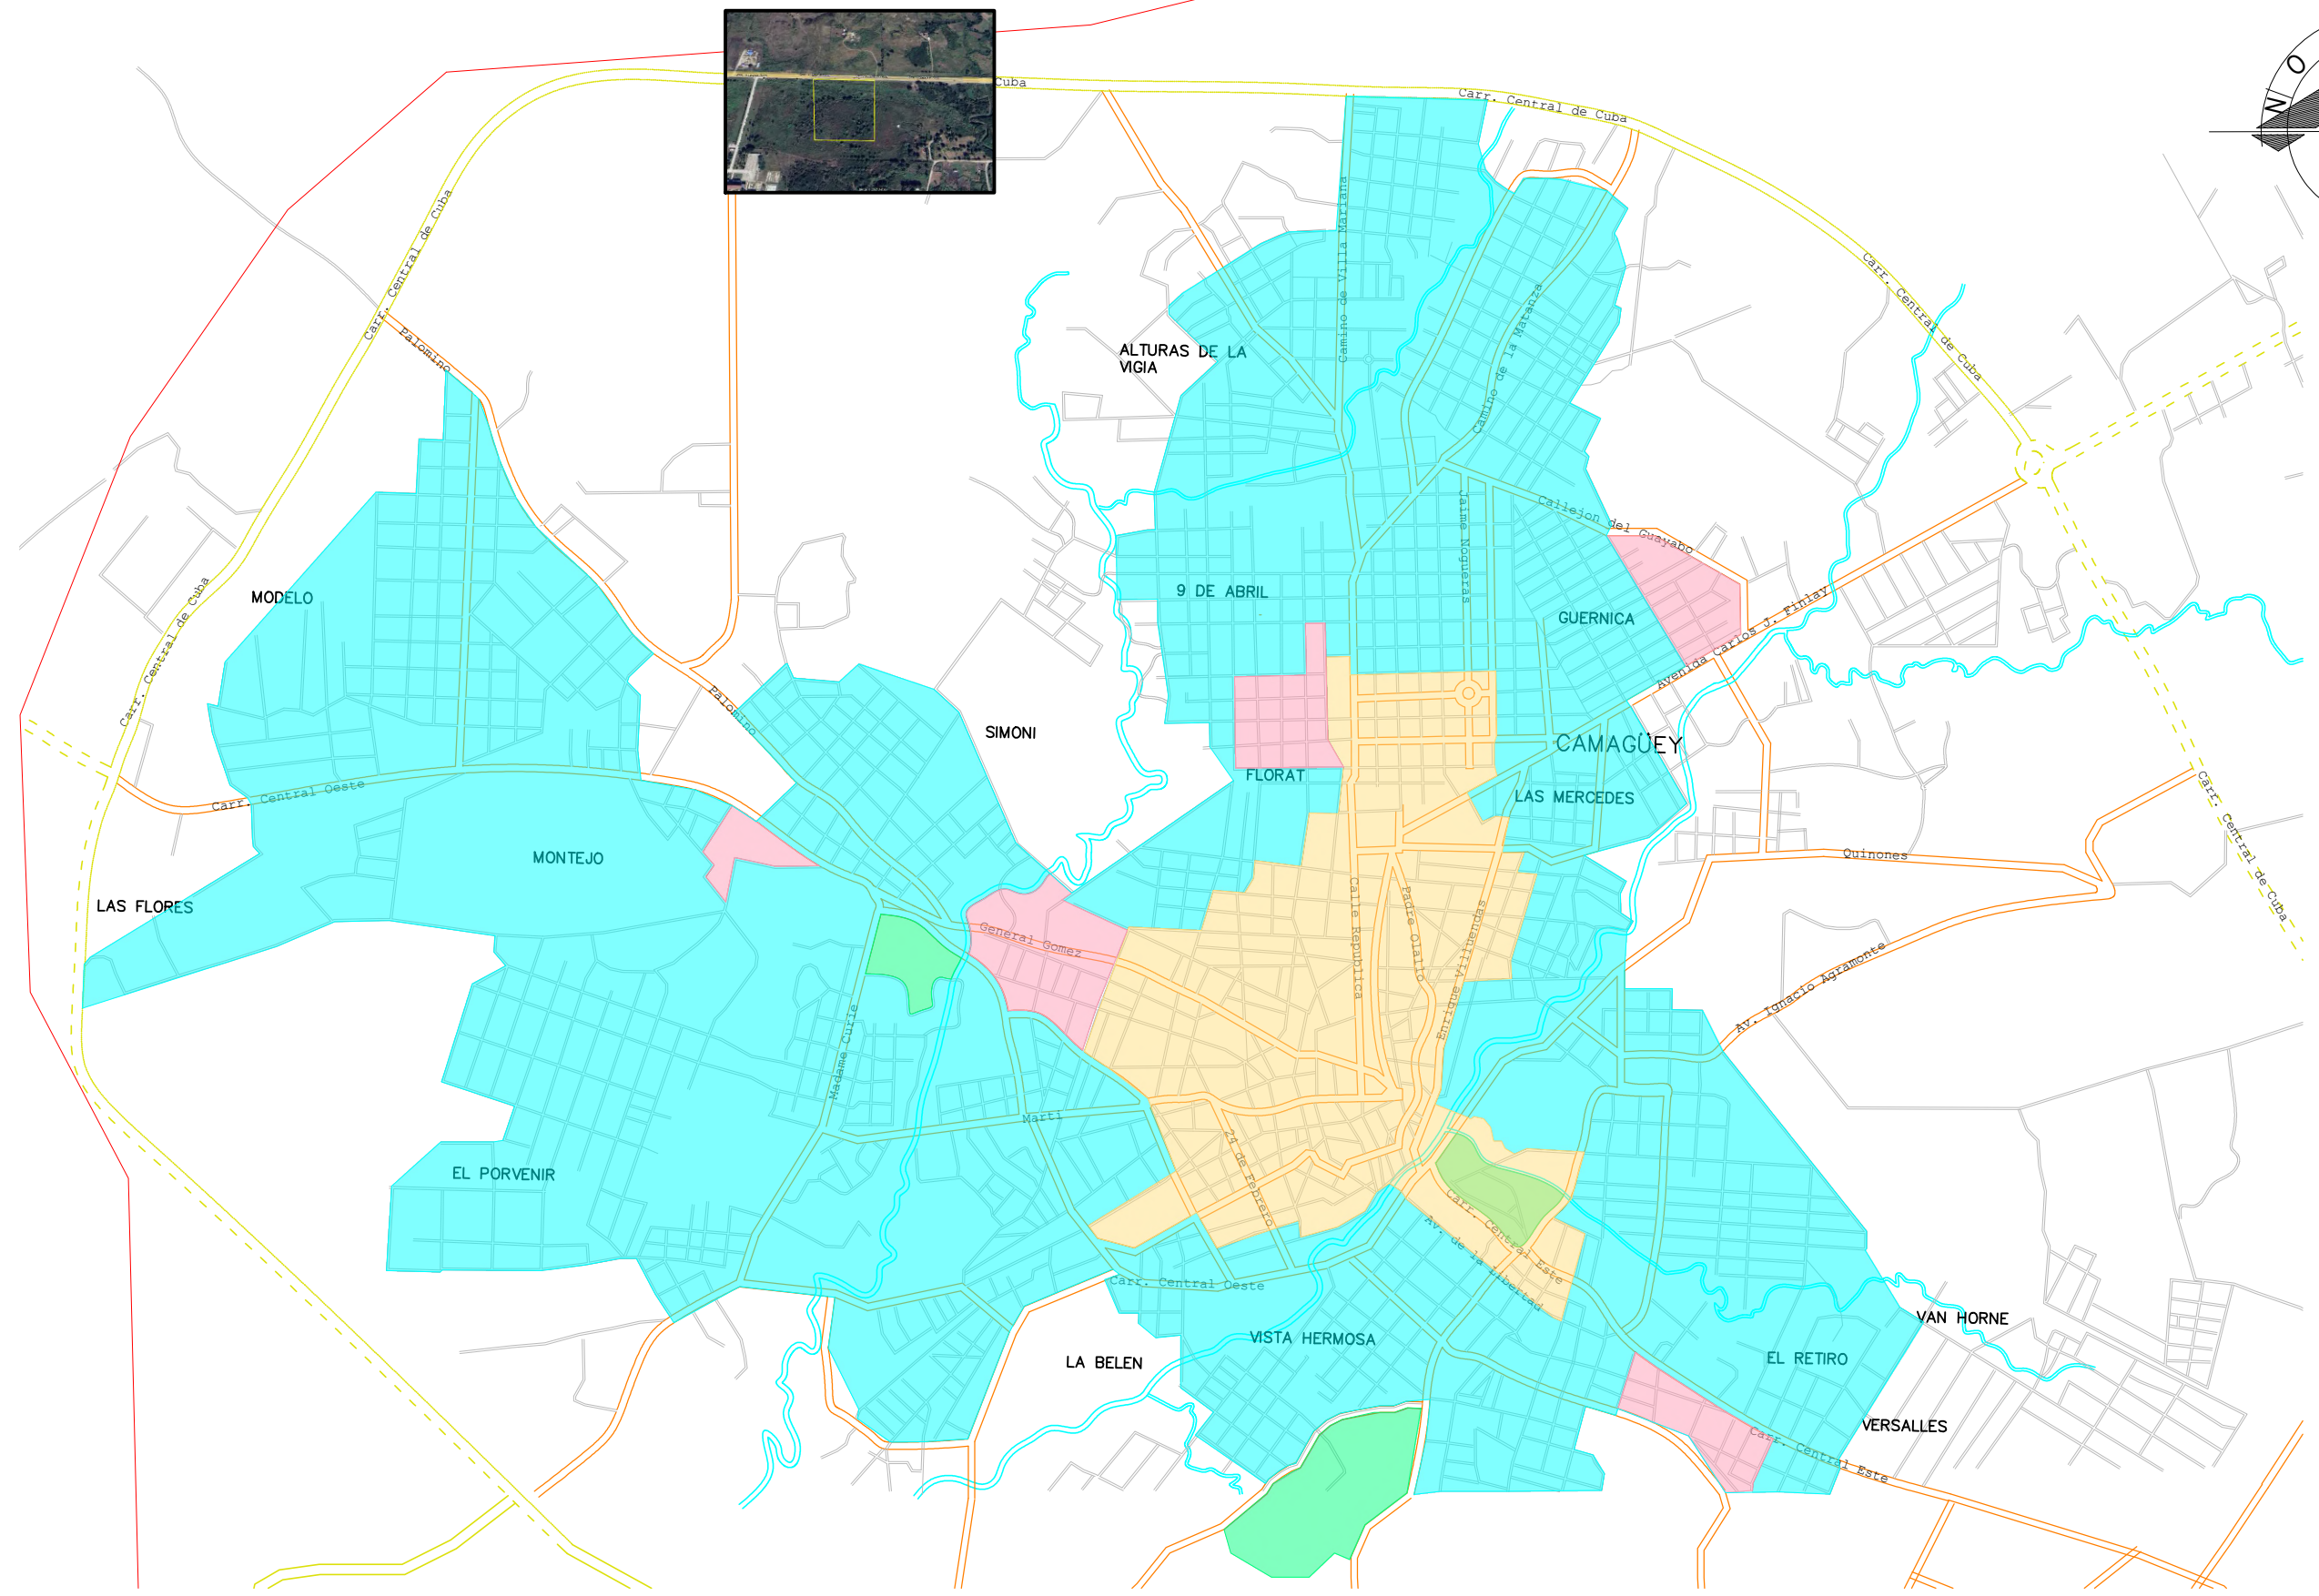 O
N
Cuba
Carr. Central de Cuba
Carr. Central de Cuba
Camino de Villa Mariana
Carr. Central de Cuba
Palomino
Camino de la Matanza
ALTURAS DE LA
VIGIA
Jaime Nogueras
Callejon del Guayabo
Carr. Central de Cuba
MODELO
9 DE ABRIL
GUERNICA
Avenida Carlos J. Finlay
Palomino
SIMONI
CAMAGÜEY
FLORAT
Carr. Central Oeste
LAS MERCEDES
Carr. Central de Cuba
MONTEJO
Quinones
LAS FLORES
General Gomez
Calle Republica
Padre Olallo
Enrique Villuendas
Av. Ignacio Agramonte
Madame Curie
Marti
EL PORVENIR
24 de Febrero
Carr. Central Este
Av. de la Libertad
Carr. Central Oeste
VAN HORNE
VISTA HERMOSA
LA BELEN
EL RETIRO
VERSALLES
Carr. Central Este